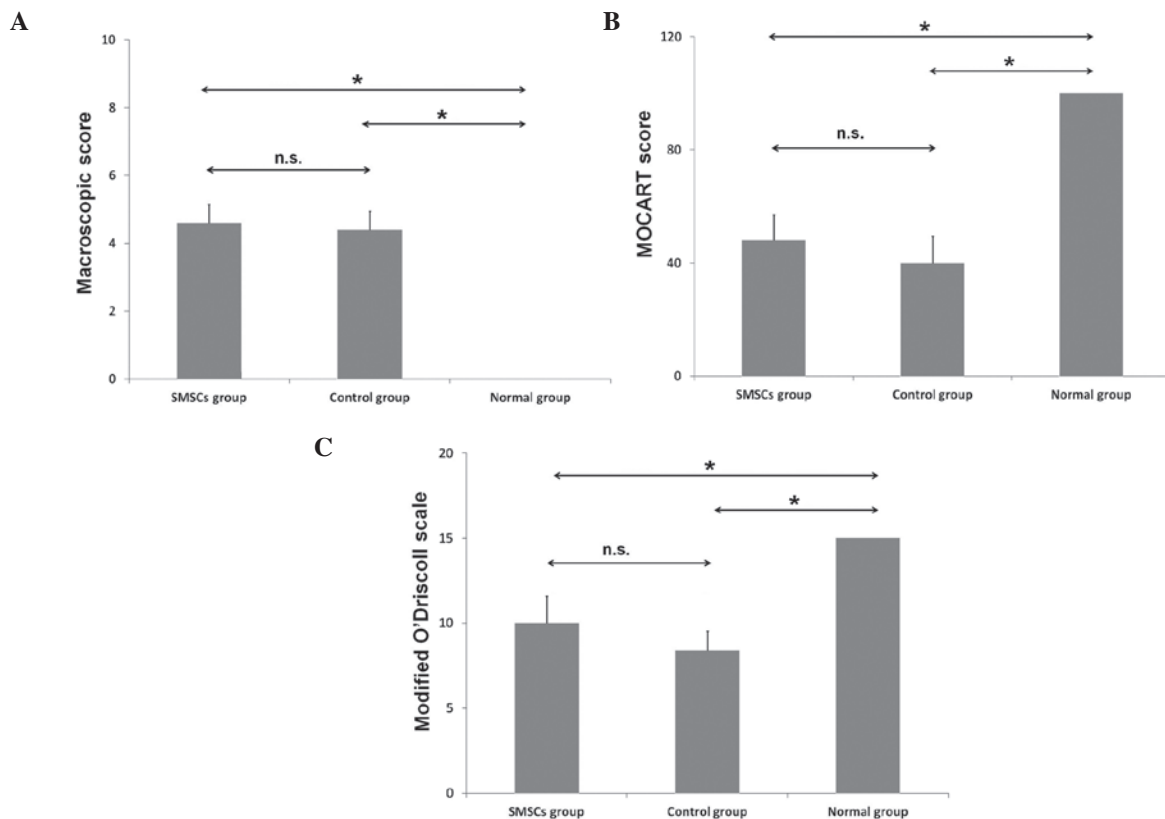 A
Macroscopic score
10
8
6
4
2
0
*
*
n.s.
SMSCs group
Control group
Normal group
B
MOCART score
120
80
40
0
*
*
n.s.
SMSCs group
Control group
Normal group
C
Modified O'Driscoll scale
20
15
10
5
0
*
*
n.s.
SMSCs group
Control group
Normal group